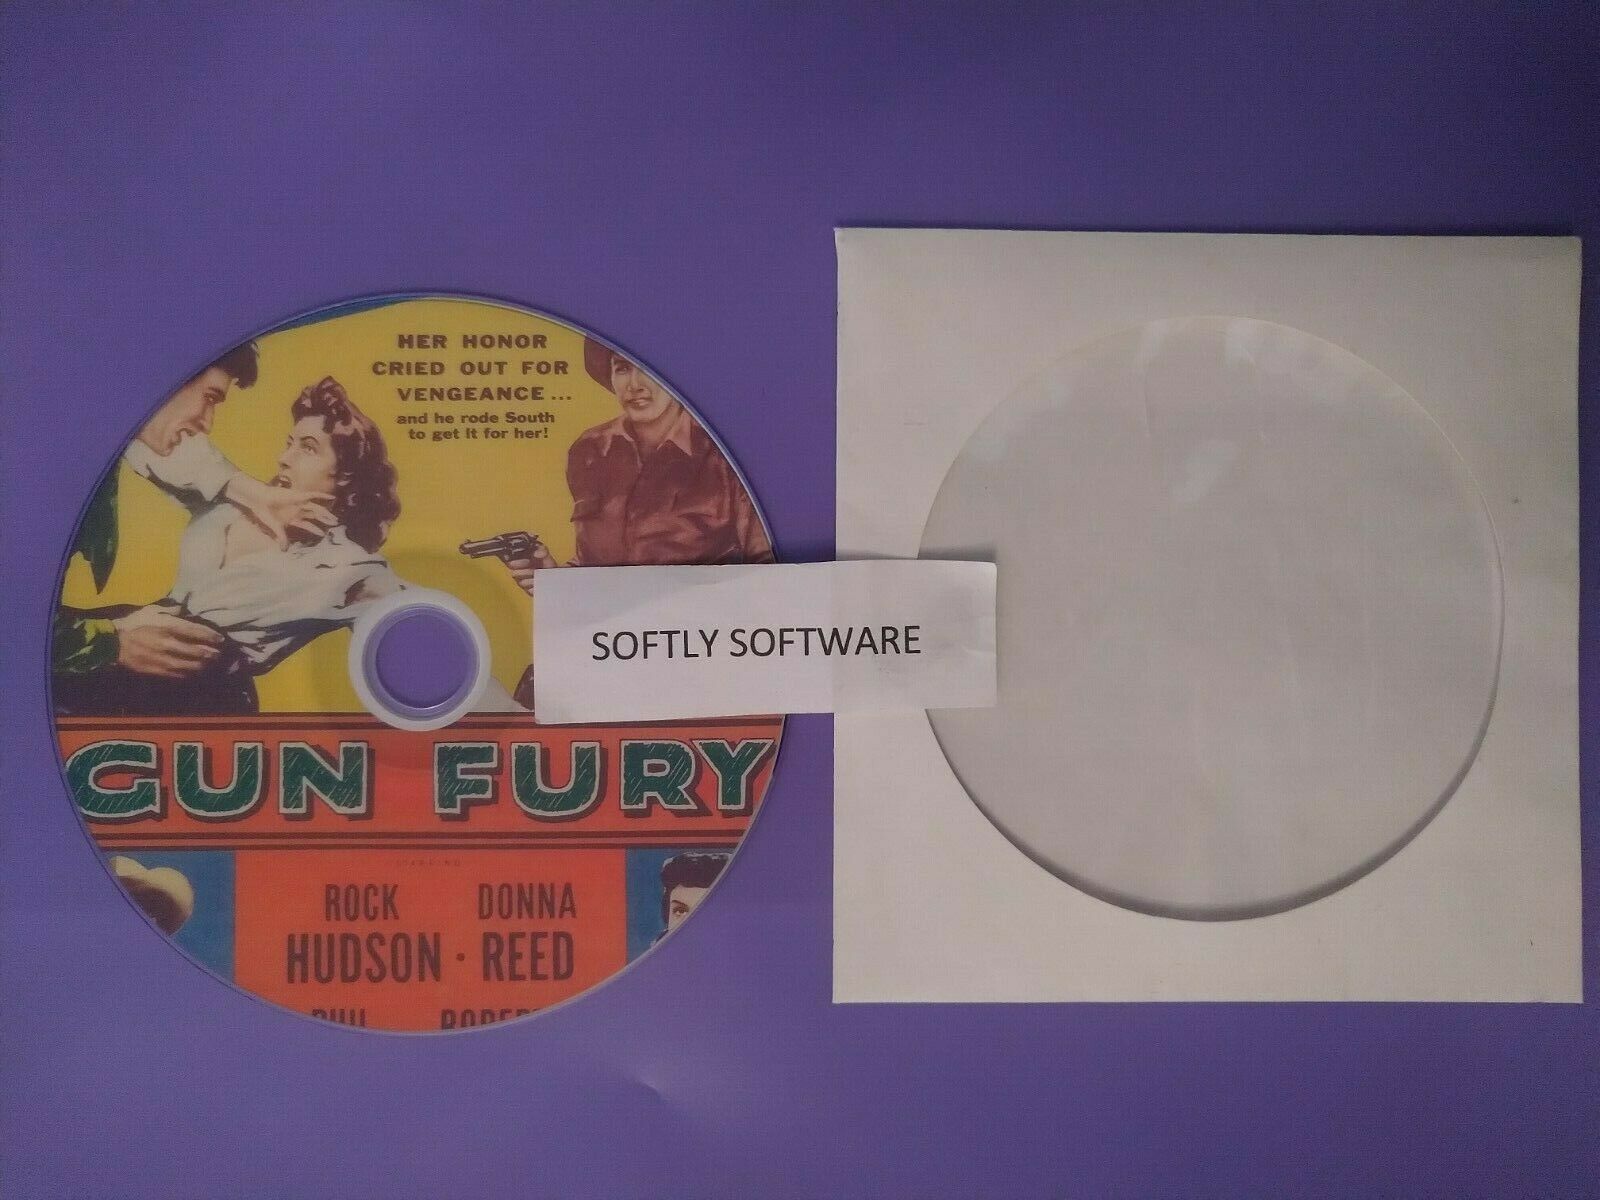 HER HONOR
CRIED OUT FOR
VENGEANCE...
and he rode South
to get it for her!
SOFTLY SOFTWARE
GUN FURY
STARRING
ROCK DONNA
HUDSON · REED